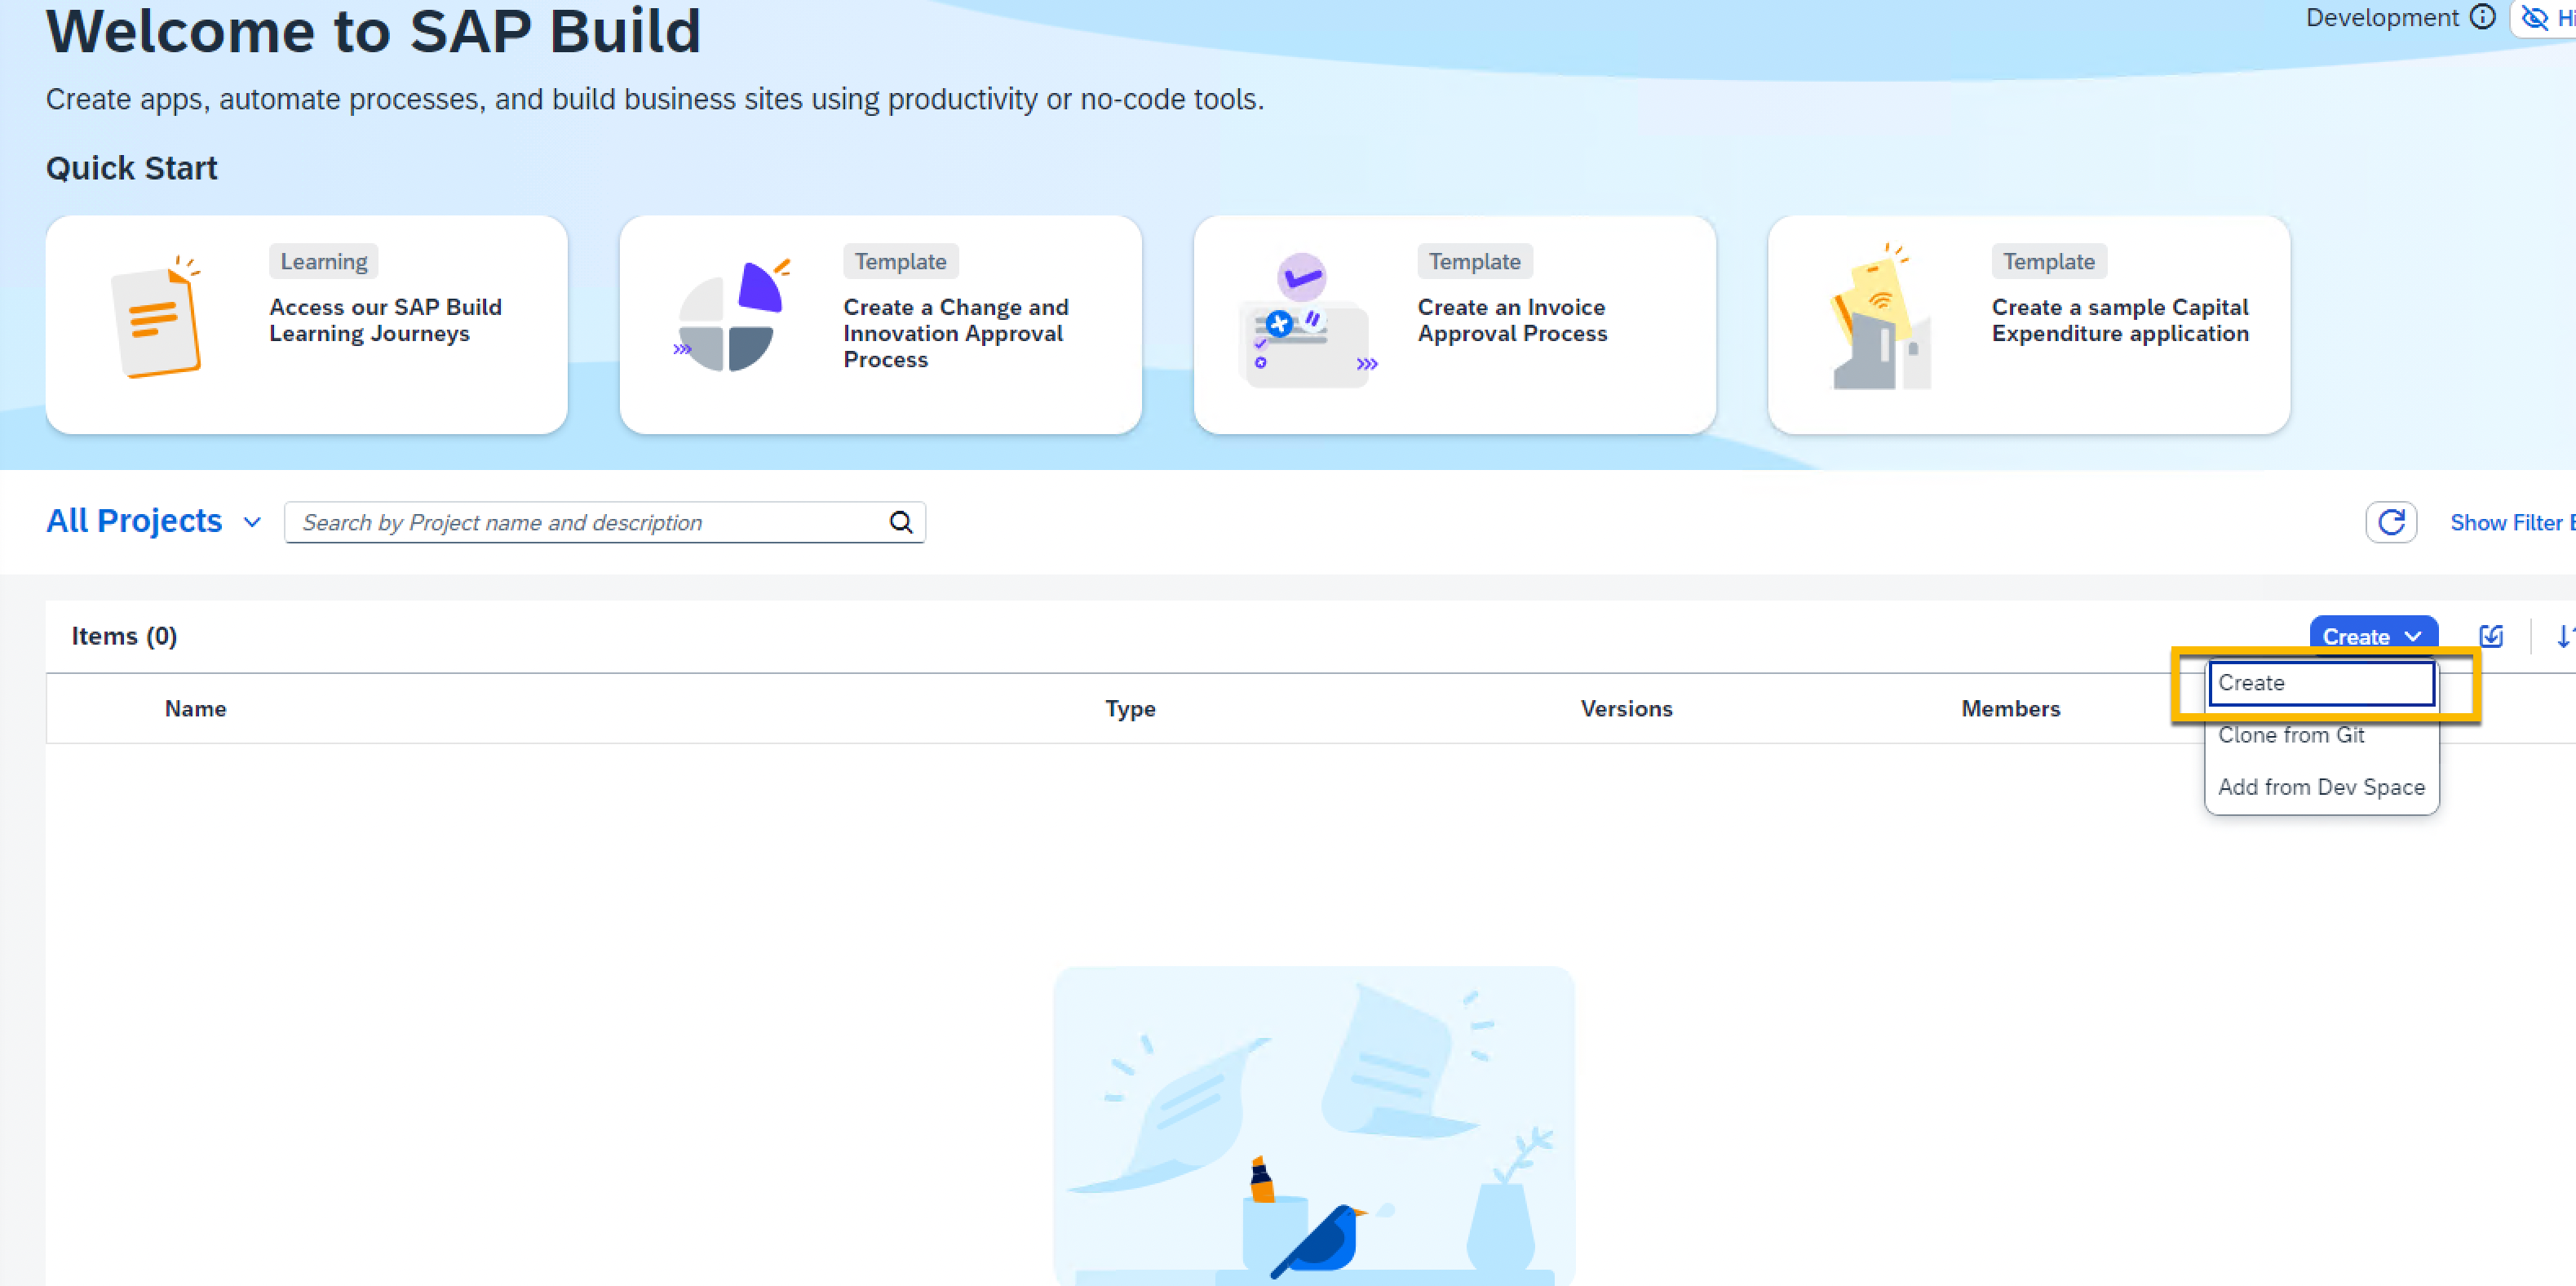 Welcome to SAP Build
Development
Create apps, automate processes, and build business sites using productivity or no-code tools.
Quick Start
Learning
Access our SAP Build
Learning Journeys
Template
Create a Change and
Innovation Approval
Process
Template
Create an Invoice
Approval Process
Template
Create a sample Capital
Expenditure application
All Projects
Search by Project name and description
Show Filter
Items (0)
Create
Name Type Versions Members
Create
Clone from Git
Add from Dev Space